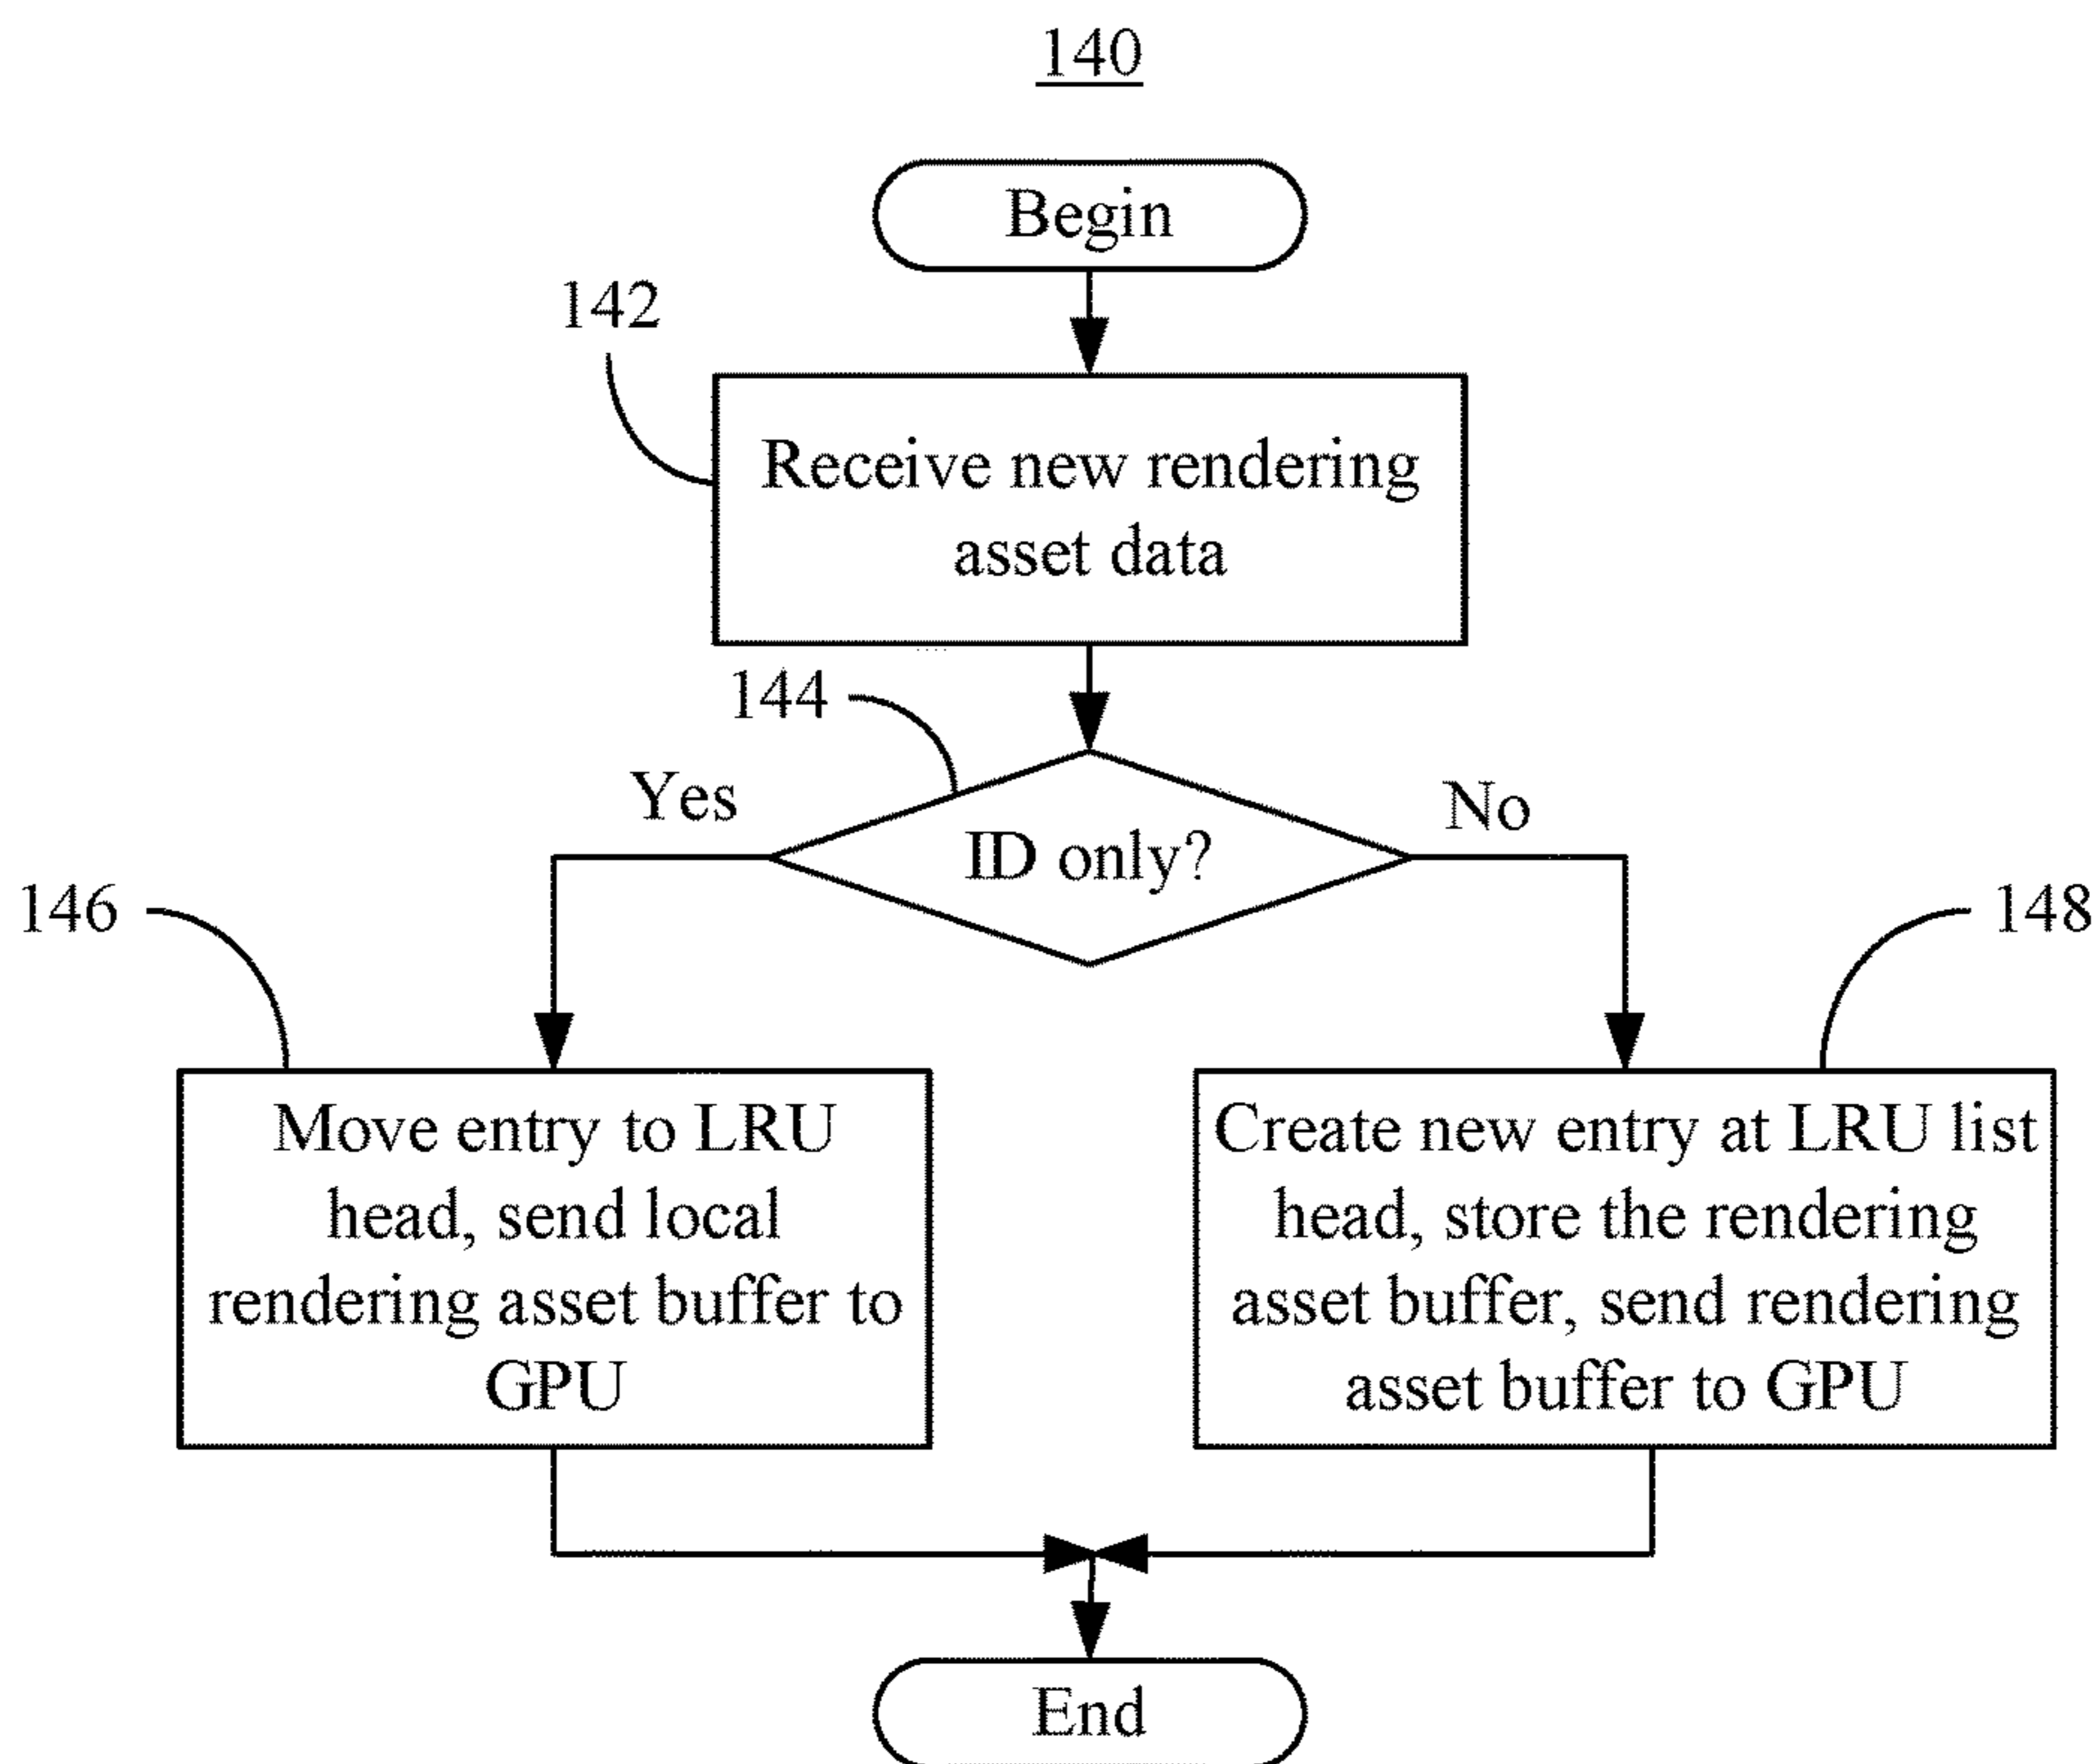 140
Begin
142
Receive new rendering
asset data
144
Yes
ID only?
No
146
148
Move entry to LRU
head, send local
rendering asset buffer to
GPU
Create new entry at LRU list
head, store the rendering
asset buffer, send rendering
asset buffer to GPU
End